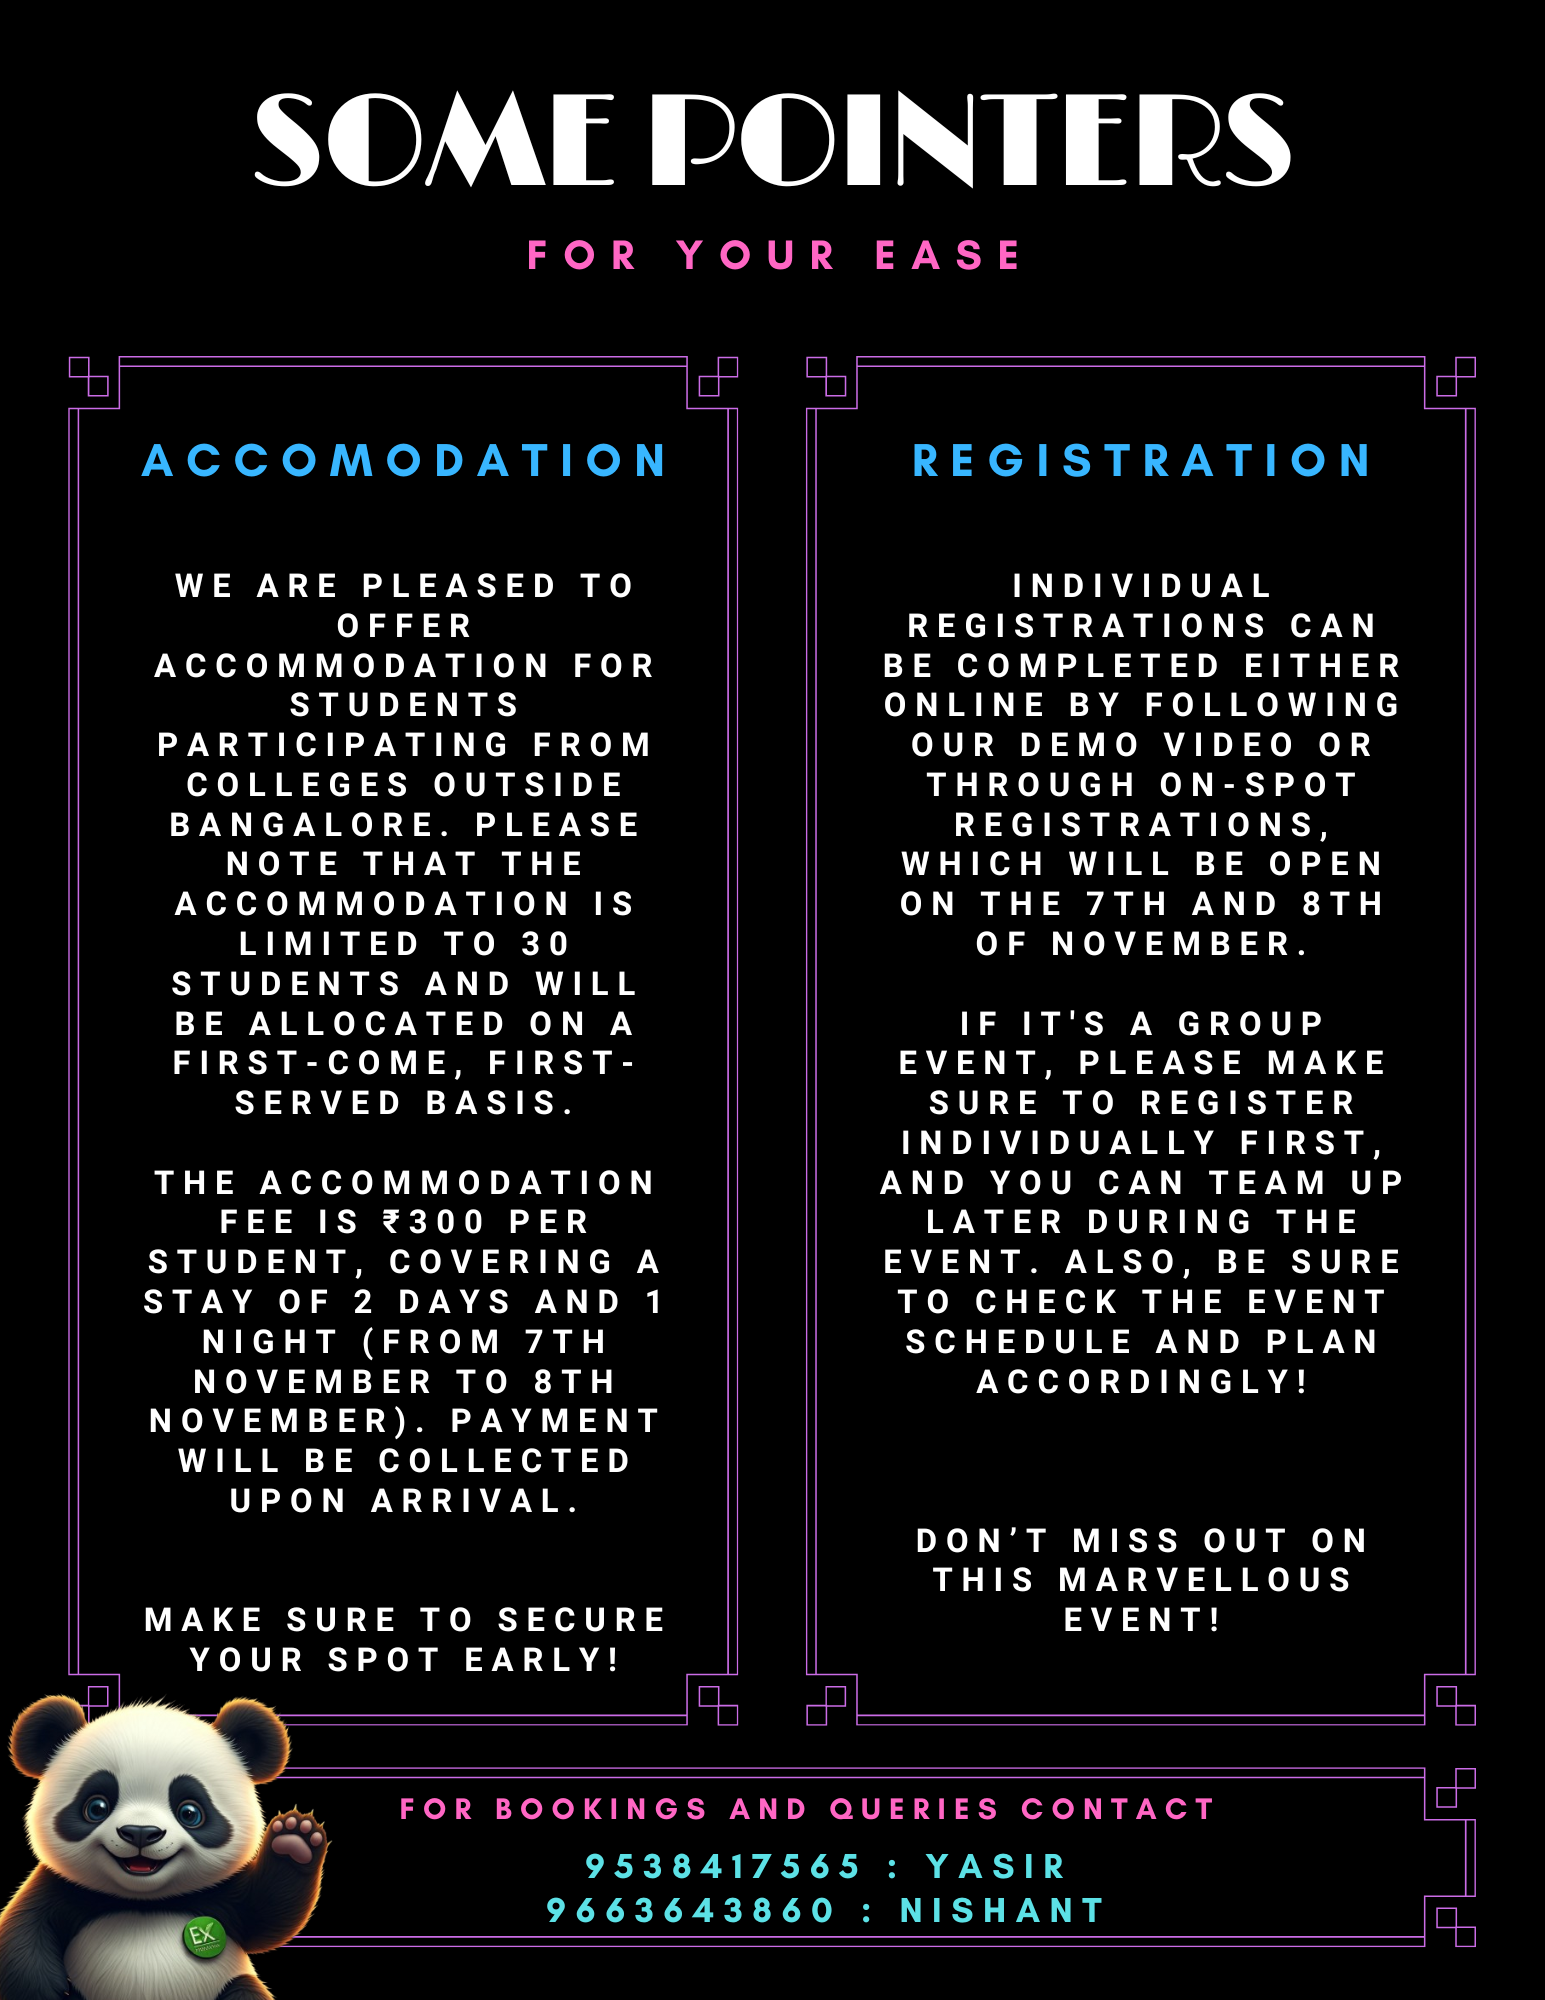 SOME POINTERS
FOR YOUR EASE
ACCOMODATION
WE ARE PLEASED TO
OFFER
ACCOMMODATION FOR
STUDENTS
PARTICIPATING FROM
COLLEGES OUTSIDE
BANGALORE. PLEASE
NOTE THAT THE
ACCOMMODATION IS
LIMITED TO 30
STUDENTS AND WILL
BE ALLOCATED ON A
FIRST-COME, FIRST-
SERVED BASIS.
THE ACCOMMODATION
FEE IS ₹300 PER
STUDENT, COVERING A
STAY OF 2 DAYS AND 1
NIGHT (FROM 7TH
NOVEMBER TO 8TH
NOVEMBER). PAYMENT
WILL BE COLLECTED
UPON ARRIVAL.
MAKE SURE TO SECURE
YOUR SPOT EARLY!
REGISTRATION
INDIVIDUAL
REGISTRATIONS CAN
BE COMPLETED EITHER
ONLINE BY FOLLOWING
OUR DEMO VIDEO OR
THROUGH ON-SPOT
REGISTRATIONS,
WHICH WILL BE OPEN
ON THE 7TH AND 8TH
OF NOVEMBER.
IF IT'S A GROUP
EVENT, PLEASE MAKE
SURE TO REGISTER
INDIVIDUALLY FIRST,
AND YOU CAN TEAM UP
LATER DURING THE
EVENT. ALSO, BE SURE
TO CHECK THE EVENT
SCHEDULE AND PLAN
ACCORDINGLY!
DON’T MISS OUT ON
THIS MARVELLOUS
EVENT!
FOR BOOKINGS AND QUERIES CONTACT
9538417565 : YASIR
9663643860 : NISHANT
EX